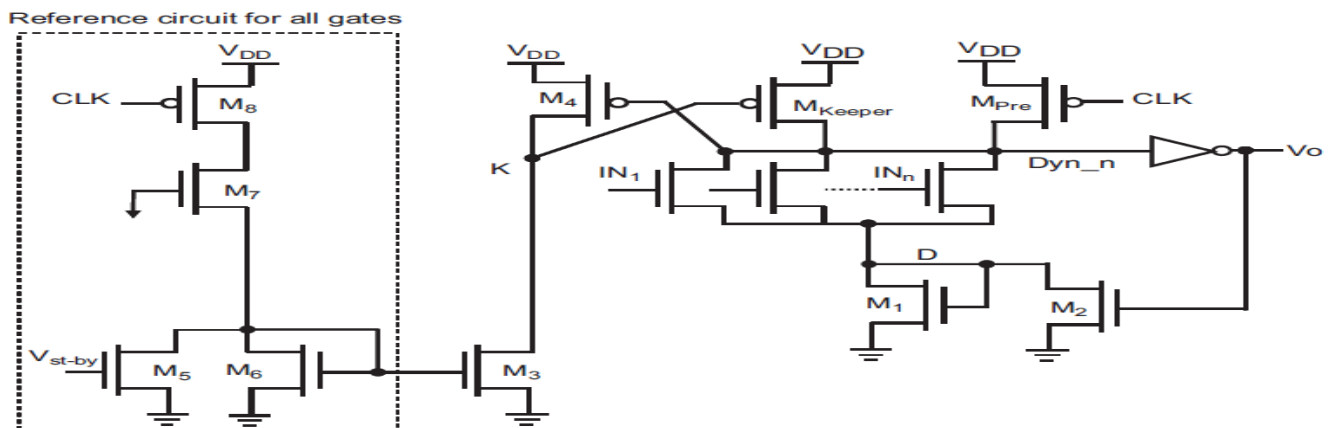 Reference circuit for all gates
VDD
CLK
M8
M7
Vst-by
M5
M6
M3
VDD
M4
K
VDD
MKeeper
VDD
MPre
CLK
IN1
INn
Dyn_n
Vo
D
M1
M2